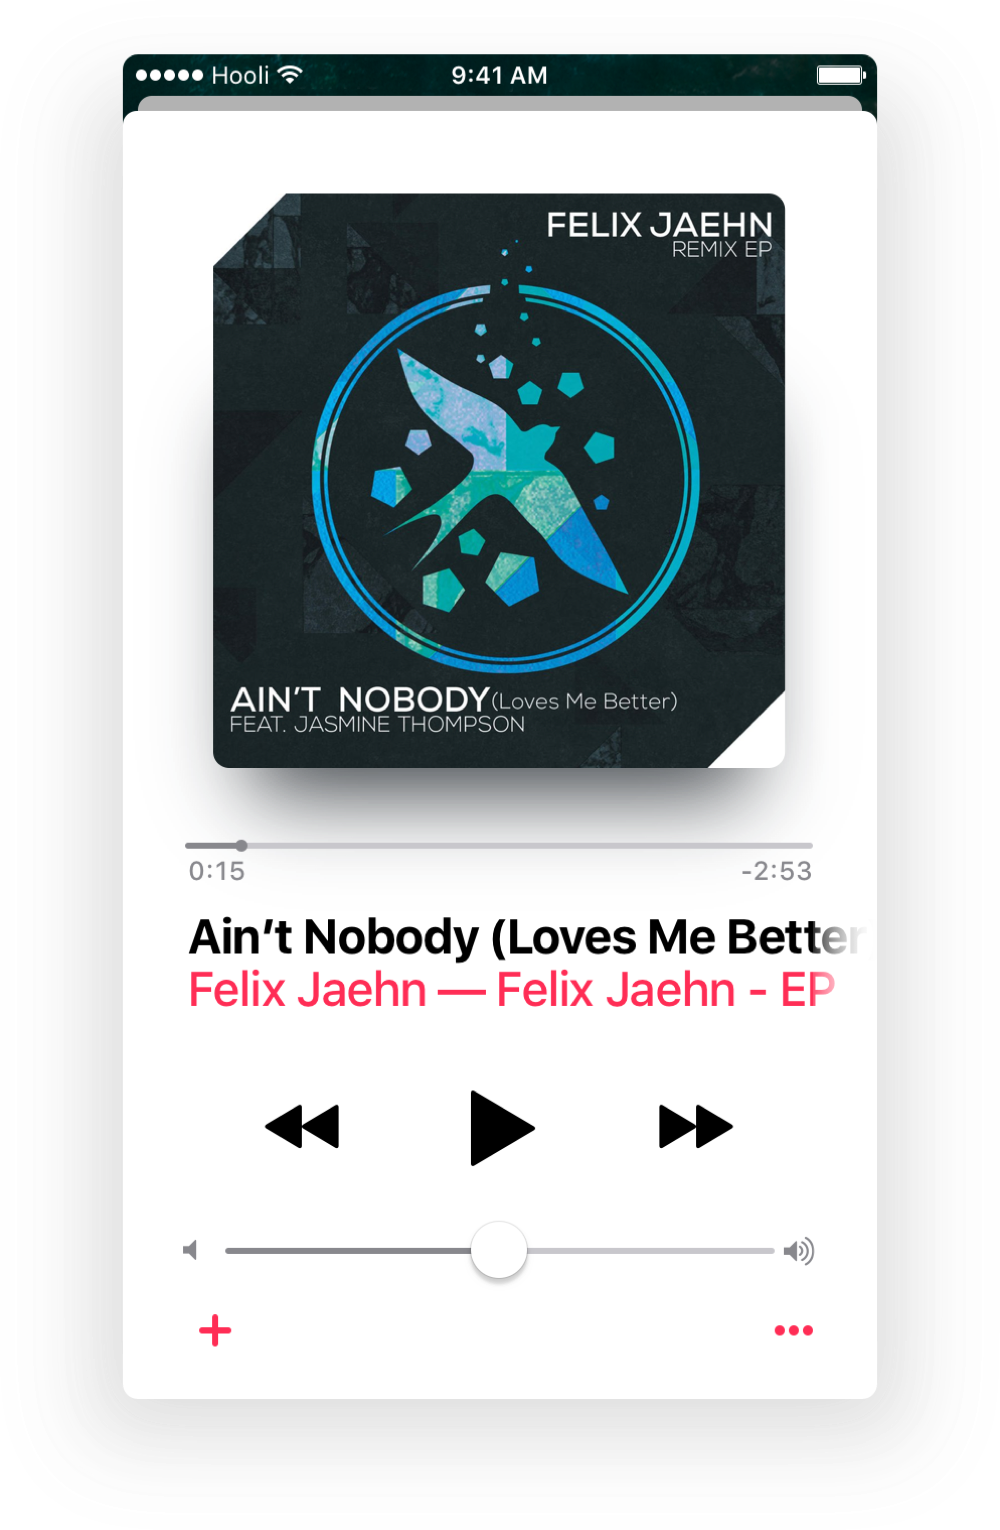 Hooli 9:41 AM
FELIX JAEHN
REMIX EP
AIN'T NOBODY(Loves Me Better)
FEAT. JASMINE THOMPSON
0:15 -2:53
Ain't Nobody (Loves Me Better
Felix Jaehn — Felix Jaehn - EP